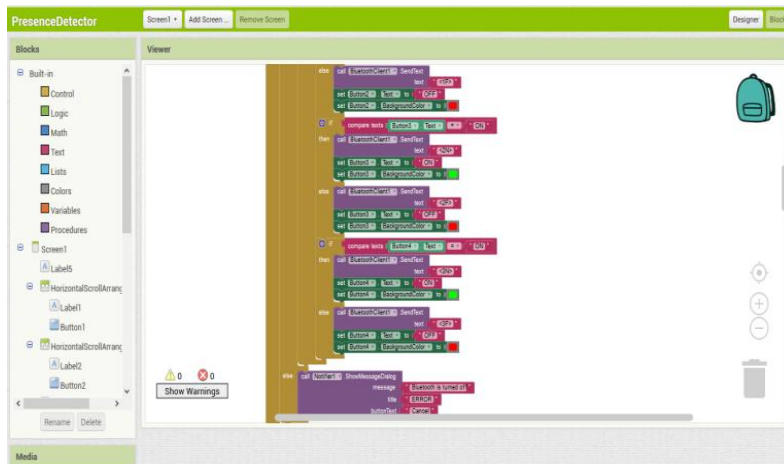 PresenceDetector Screen1 Add Screen ... Remove Screen Designer Block
Blocks Viewer
Built-in
Control
Logic
Math
Text
Lists
Colors
Variables
Procedures
Screen1
Label5
HorizontalScrollArrang
Label1
Button1
HorizontalScrollArrang
Label2
Button2
Rename Delete
Media
else call BluetoothClient1 SendText
text
set Button2 Text to OFF
set Button2 BackgroundColor to
if compare texts Button3 Text = ON
then call BluetoothClient1 SendText
text
set Button3 Text to ON
set Button3 BackgroundColor to
else call BluetoothClient1 SendText
text
set Button3 Text to OFF
set Button3 BackgroundColor to
if compare texts Button4 Text = ON
then call BluetoothClient1 SendText
text
set Button4 Text to ON
set Button4 BackgroundColor to
else call BluetoothClient1 SendText
text
set Button4 Text to OFF
set Button4 BackgroundColor to
else call Notifier1 ShowMessageDialog
message Bluetooth is turned off
title ERROR
buttonText Cancel
0 0
Show Warnings